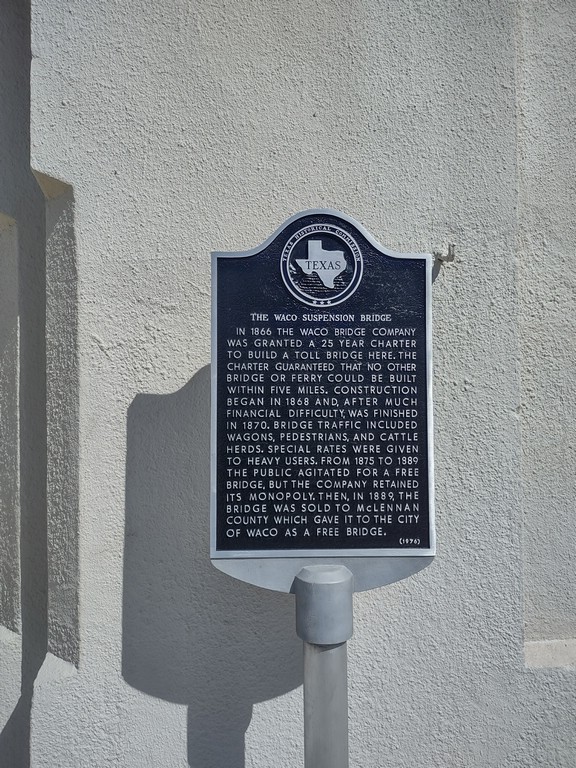 TEXAS HISTORICAL COMMISSION
TEXAS
THE WACO SUSPENSION BRIDGE
IN 1866 THE WACO BRIDGE COMPANY
WAS GRANTED A 25 YEAR CHARTER
TO BUILD A TOLL BRIDGE HERE. THE
CHARTER GUARANTEED THAT NO OTHER
BRIDGE OR FERRY COULD BE BUILT
WITHIN FIVE MILES. CONSTRUCTION
BEGAN IN 1868 AND, AFTER MUCH
FINANCIAL DIFFICULTY, WAS FINISHED
IN 1870. BRIDGE TRAFFIC INCLUDED
WAGONS, PEDESTRIANS, AND CATTLE
HERDS. SPECIAL RATES WERE GIVEN
TO HEAVY USERS. FROM 1875 TO 1889
THE PUBLIC AGITATED FOR A FREE
BRIDGE, BUT THE COMPANY RETAINED
ITS MONOPOLY. THEN, IN 1889, THE
BRIDGE WAS SOLD TO McLENNAN
COUNTY WHICH GAVE IT TO THE CITY
OF WACO AS A FREE BRIDGE.
(1976)